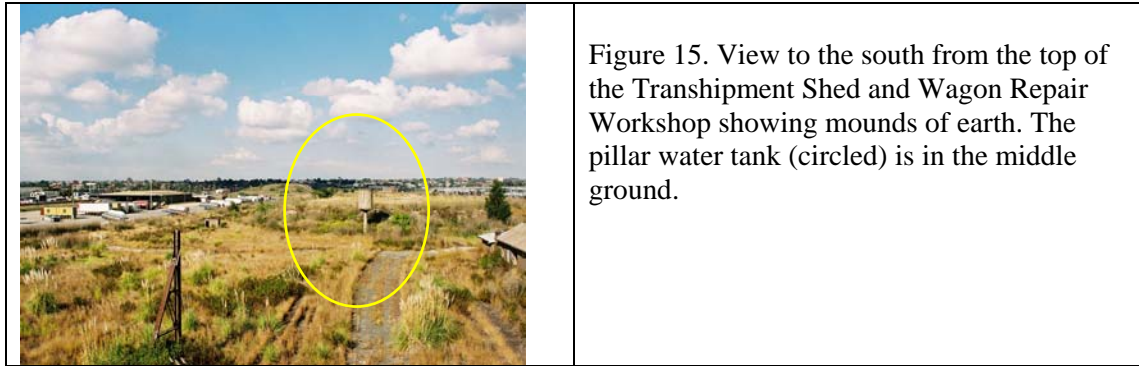 Figure 15. View to the south from the top of
the Transhipment Shed and Wagon Repair
Workshop showing mounds of earth. The
pillar water tank (circled) is in the middle
ground.